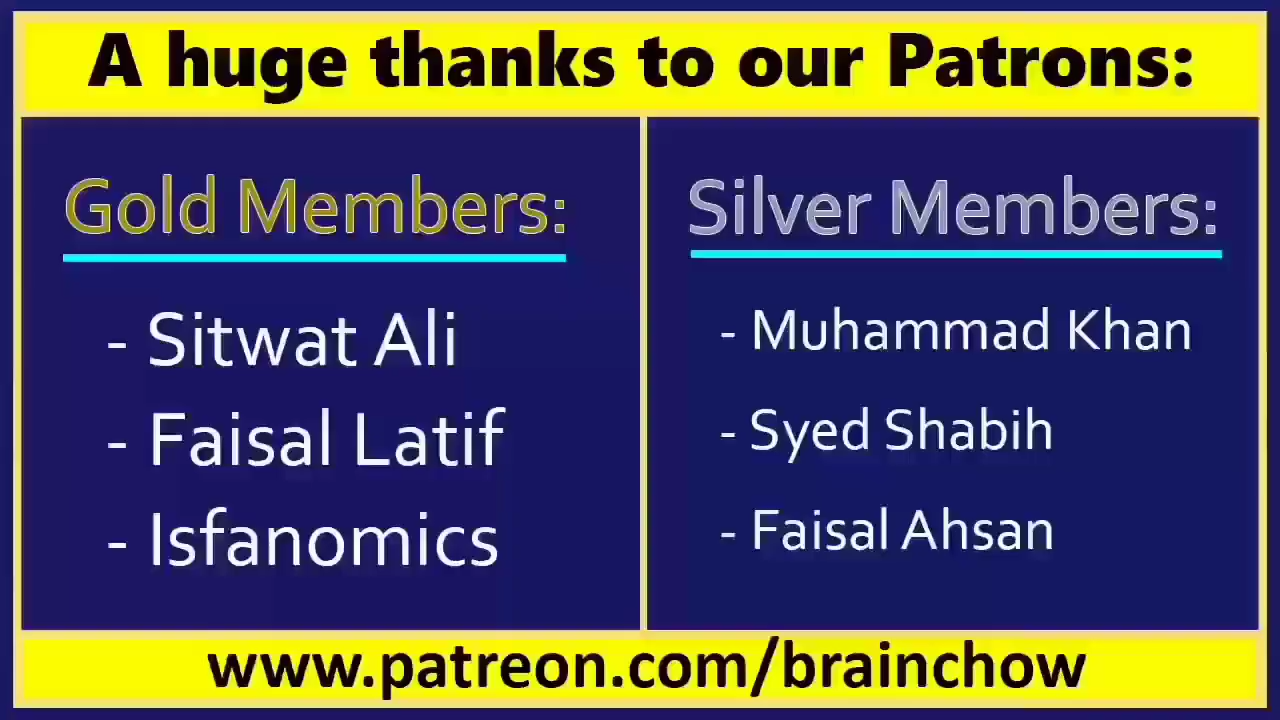 A huge thanks to our Patrons:
Gold Members:
- Sitwat Ali
- Faisal Latif
- Isfanomics
Silver Members:
- Muhammad Khan
- Syed Shabih
- Faisal Ahsan
www.patreon.com/brainchow